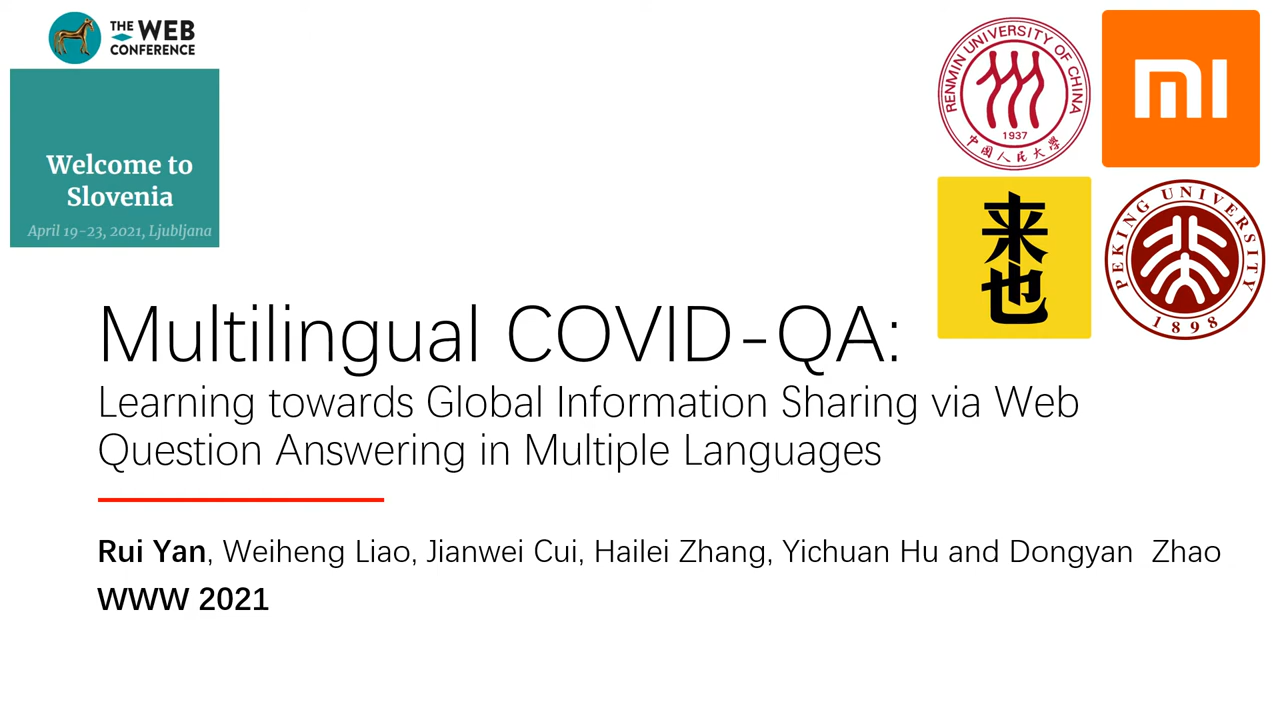 THE WEB
CONFERENCE
Welcome to
Slovenia
April 19-23, 2021, Ljubljana
RENMIN UNIVERSITY OF CHINA
1937
中国人民大学
来
也
PEKING UNIVERSITY
1898
Multilingual COVID-QA:
Learning towards Global Information Sharing via Web
Question Answering in Multiple Languages
Rui Yan, Weiheng Liao, Jianwei Cui, Hailei Zhang, Yichuan Hu and Dongyan Zhao
WWW 2021